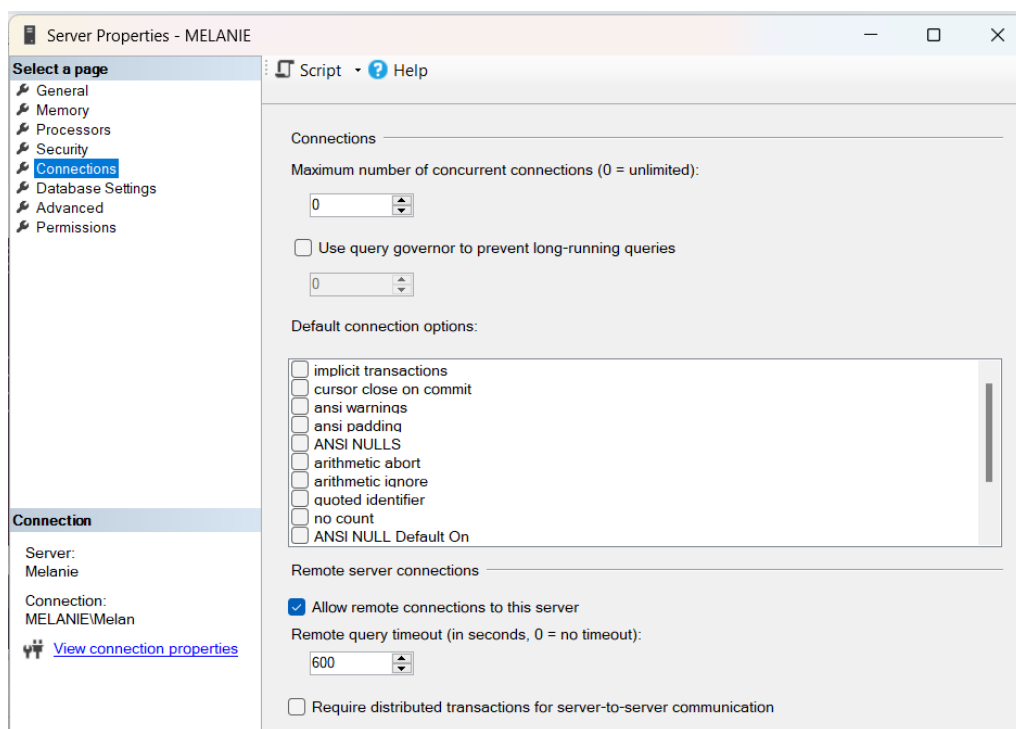 Server Properties - MELANIE
Select a page
General
Memory
Processors
Security
Connections
Database Settings
Advanced
Permissions
Connection
Server:
Melanie
Connection:
MELANIE\Melan
View connection properties
Script
Help
Connections
Maximum number of concurrent connections (0 = unlimited):
0
Use query governor to prevent long-running queries
0
Default connection options:
implicit transactions
cursor close on commit
ansi warnings
ansi padding
ANSI NULLS
arithmetic abort
arithmetic ignore
quoted identifier
no count
ANSI NULL Default On
Remote server connections
Allow remote connections to this server
Remote query timeout (in seconds, 0 = no timeout):
600
Require distributed transactions for server-to-server communication